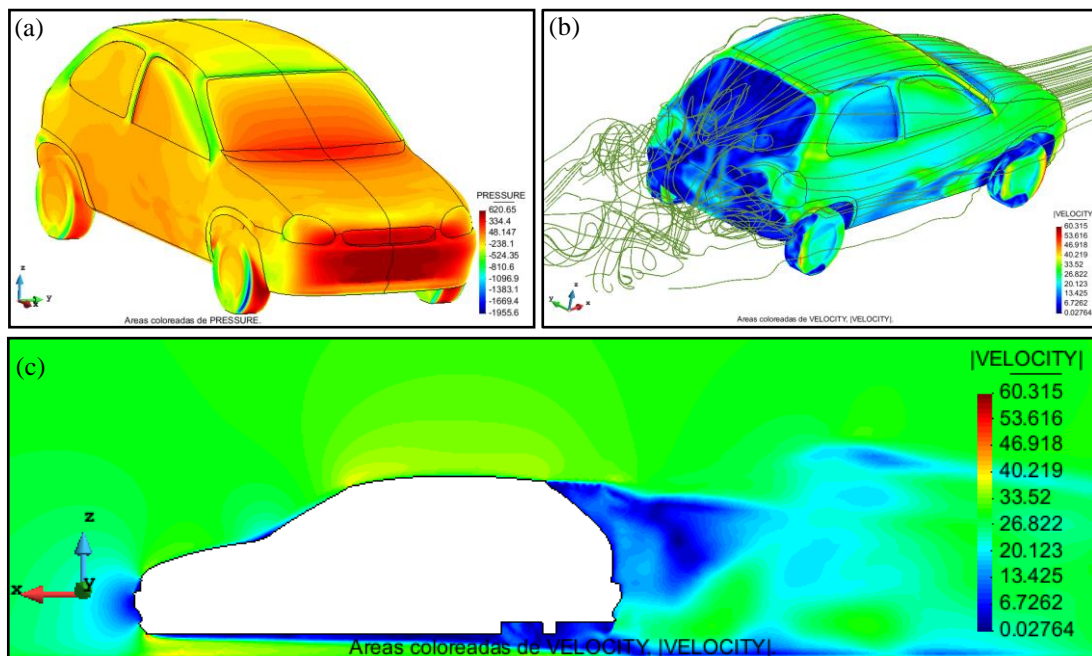 (a)
PRESSURE
620.65
334.4
48.147
-238.1
-524.35
-810.6
-1096.9
-1383.1
-1669.4
-1955.6
z
y
x
Areas coloreadas de PRESSURE.
(b)
|VELOCITY|
60.315
53.616
46.918
40.219
33.52
26.822
20.123
13.425
6.7262
0.02764
z
y
x
Areas coloreadas de VELOCITY, |VELOCITY|.
(c)
|VELOCITY|
60.315
53.616
46.918
40.219
33.52
26.822
20.123
13.425
6.7262
0.02764
z
x
y
Areas coloreadas de VELOCITY, |VELOCITY|.